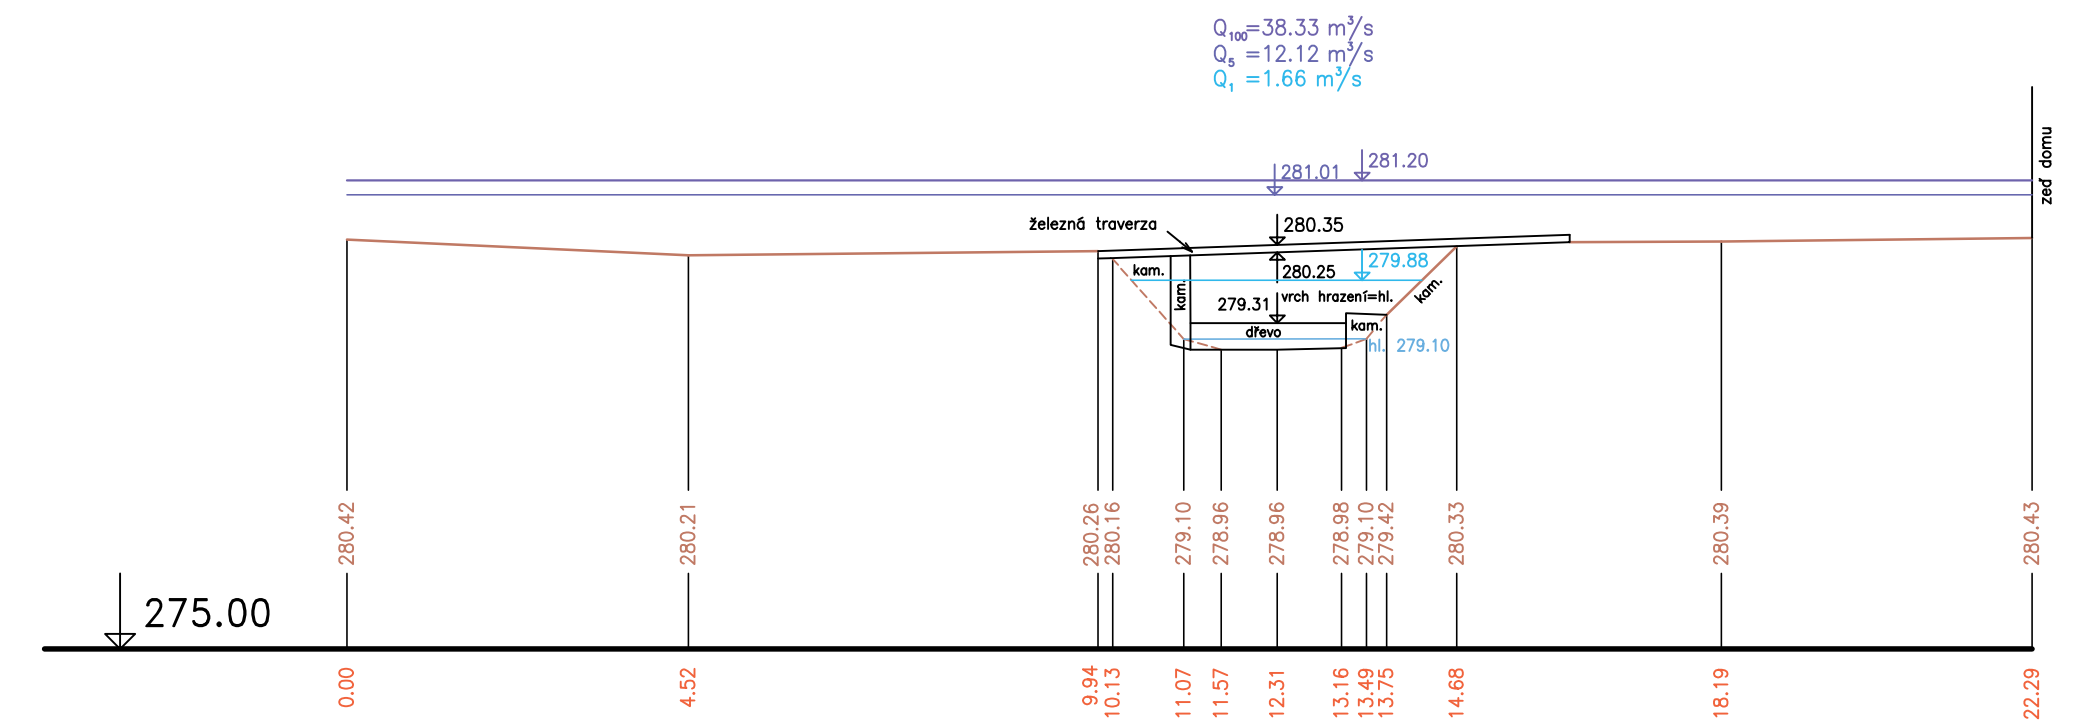 Q100=38.33 m³/s
Q5 =12.12 m³/s
Q1 =1.66 m³/s
zeď domu
281.20
281.01
železná traverza
280.35
279.88
kam.
280.25
kam.
kam.
vrch hrazení=hl.
279.31
dřevo
kam.
hl. 279.10
280.42
280.21
280.26
280.16
279.10
278.96
278.96
278.98
279.10
279.42
280.33
280.39
280.43
275.00
0.00
4.52
9.94
10.13
11.07
11.57
12.31
13.16
13.49
13.75
14.68
18.19
22.29